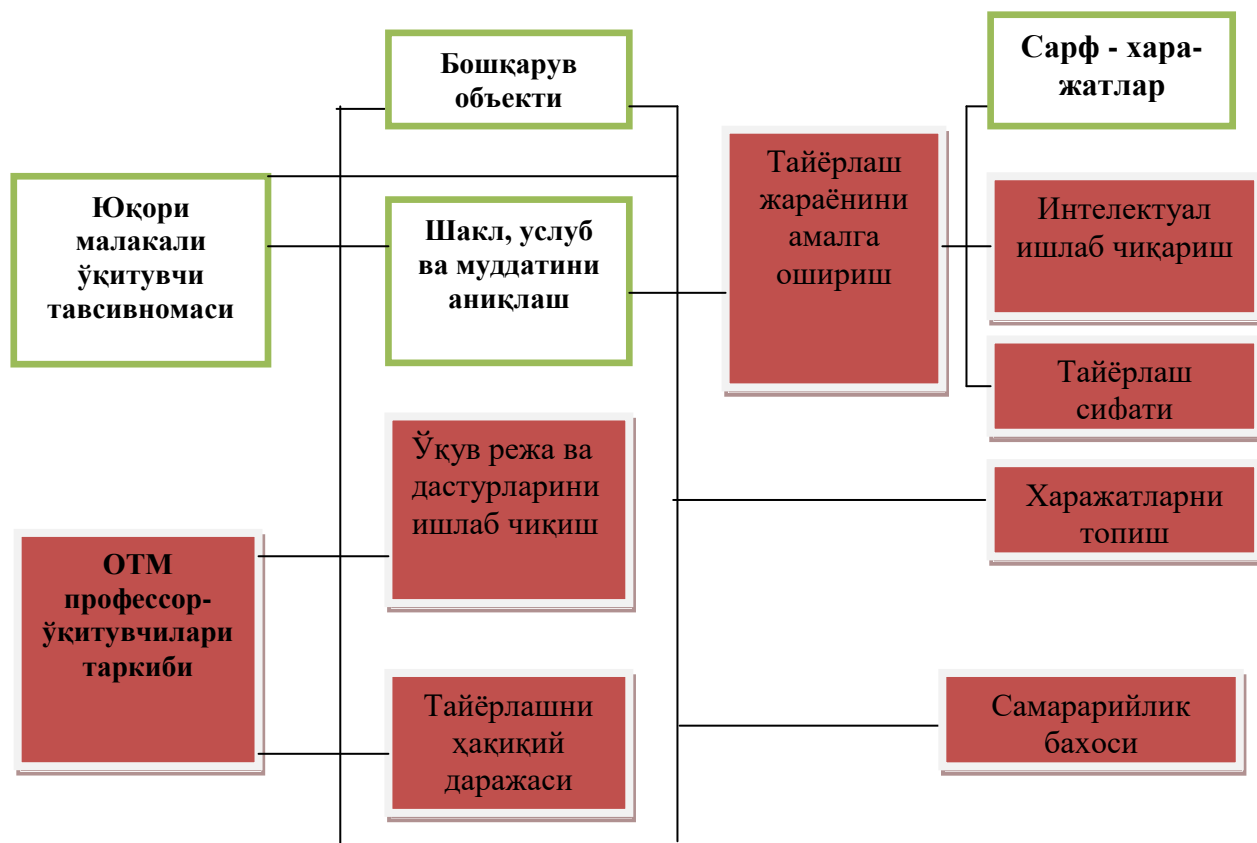 Бошқарув
объекти
Сарф - хара-
жатлар
Юқори
малакали
ўқитувчи
тавсивномаси
Шакл, услуб
ва муддатини
аниқлаш
Тайёрлаш
жараёнини
амалга
ошириш
Интелектуал
ишлаб чиқариш
Тайёрлаш
сифати
Ўқув режа ва
дастурларини
ишлаб чиқиш
Харажатларни
топиш
ОТМ
профессор-
ўқитувчилари
таркиби
Тайёрлашни
ҳақиқий
даражаси
Самарарийлик
бахоси